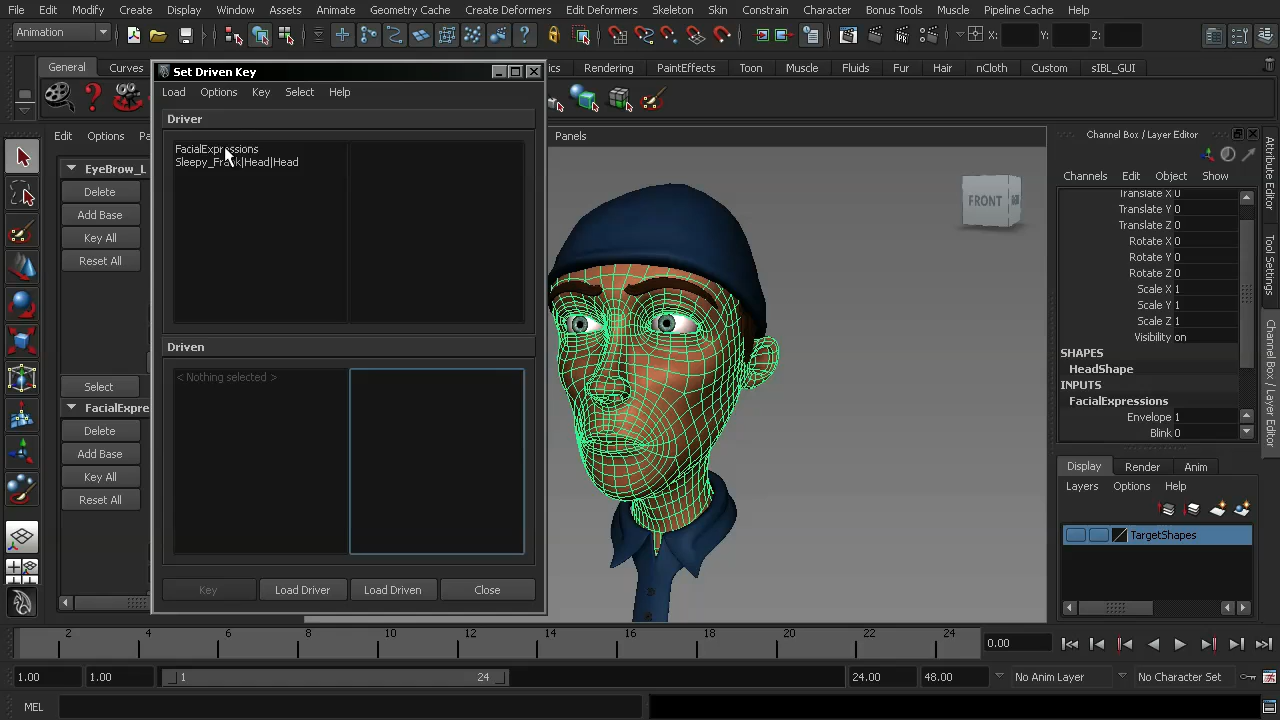 File Edit Modify Create Display Window Assets Animate Geometry Cache Create Deformers Edit Deformers Skeleton Skin Constrain Character Bonus Tools Muscle Pipeline Cache Help
Animation
X: Y: Z:
General Curves
ics Rendering PaintEffects Toon Muscle Fluids Fur Hair nCloth Custom sIBL_GUI
Set Driven Key
Load Options Key Select Help
Driver
FacialExpressions
Sleepy_Frank|Head|Head
Driven
< Nothing selected >
Key Load Driver Load Driven Close
Edit Options Pa
EyeBrow_L
Delete
Add Base
Key All
Reset All
Select
FacialExpre
Delete
Add Base
Key All
Reset All
Panels
FRONT
Channel Box / Layer Editor
Channels Edit Object Show
Translate X 0
Translate Y 0
Translate Z 0
Rotate X 0
Rotate Y 0
Rotate Z 0
Scale X 1
Scale Y 1
Scale Z 1
Visibility on
SHAPES
HeadShape
INPUTS
FacialExpressions
Envelope 1
Blink 0
Display Render Anim
Layers Options Help
TargetShapes
Attribute Editor
Tool Settings
Channel Box / Layer Editor
2 4 6 8 10 12 14 16 18 20 22 24
0.00
1.00 1.00 1 24 24.00 48.00 No Anim Layer No Character Set
MEL